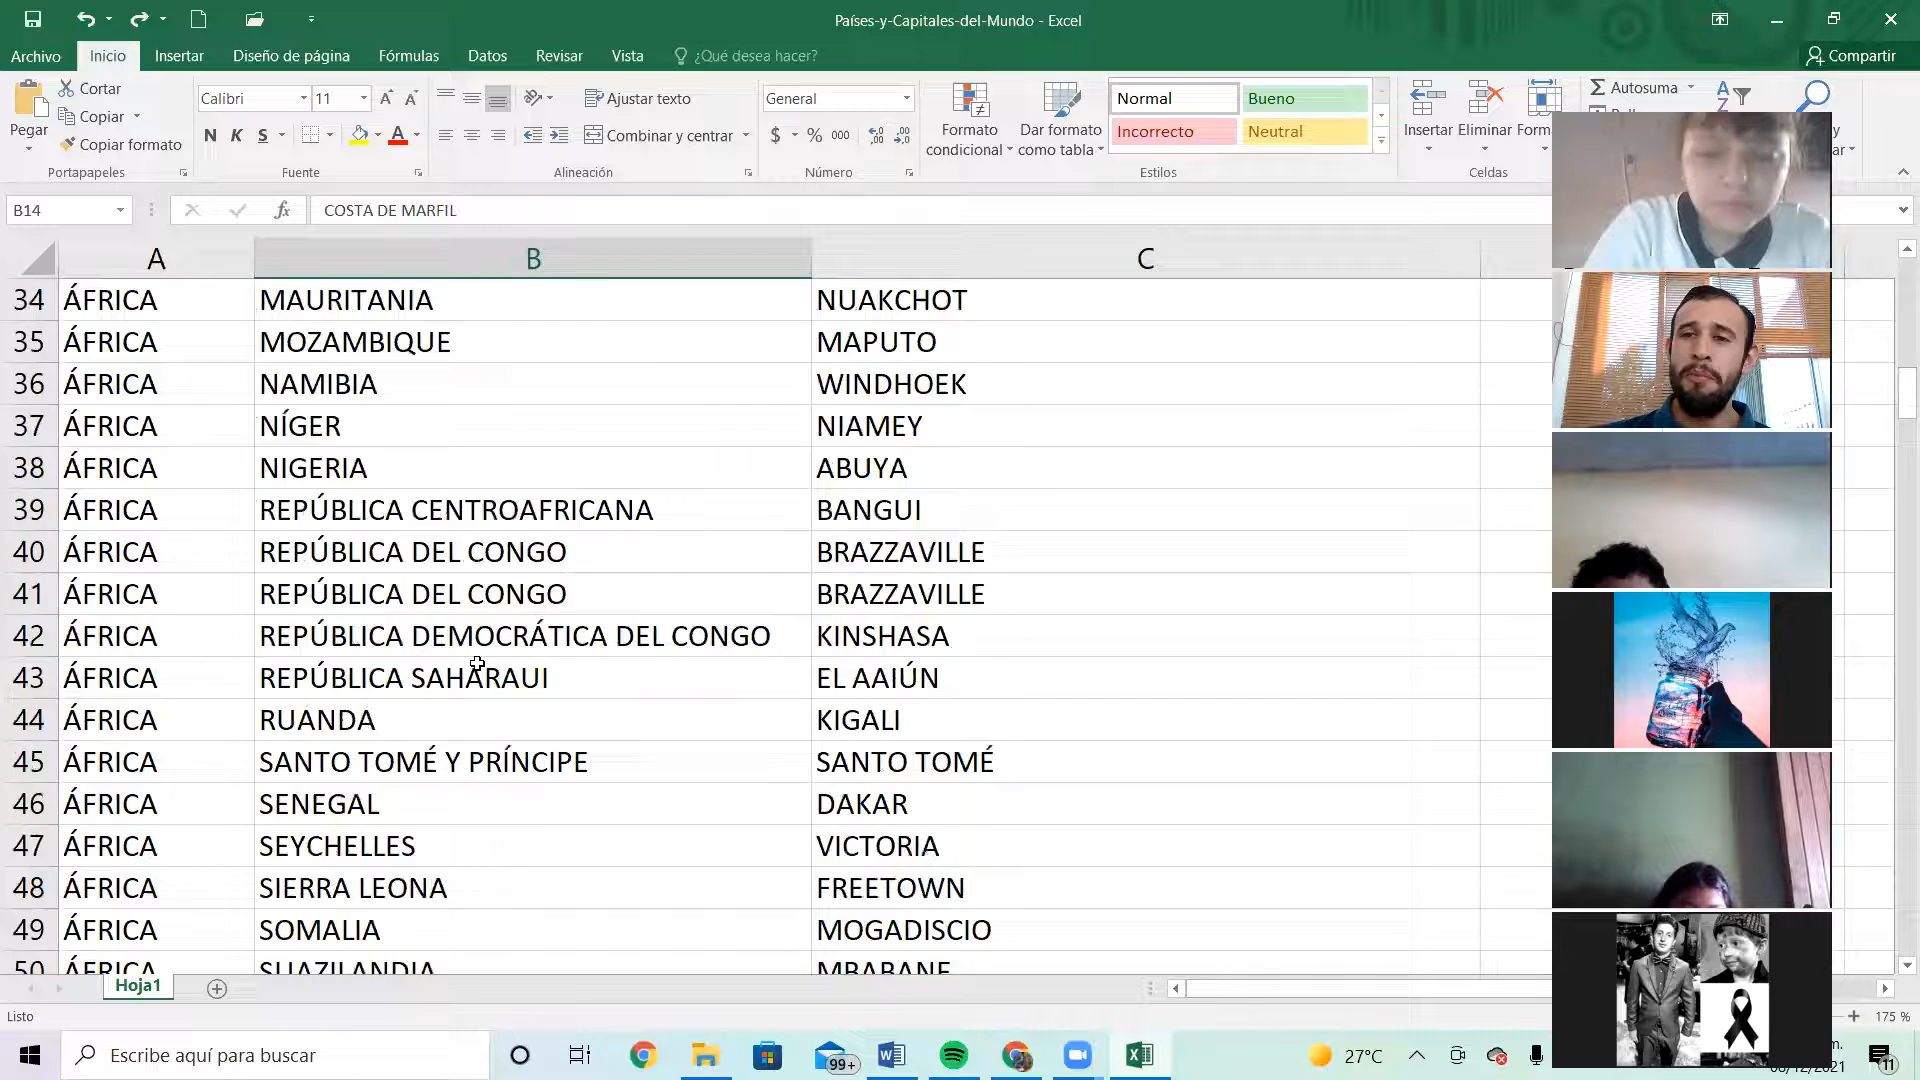 Países-y-Capitales-del-Mundo - Excel
Archivo Inicio Insertar Diseño de página Fórmulas Datos Revisar Vista ¿Qué desea hacer? Compartir
Pegar Cortar Copiar Copiar formato
Calibri 11
N K S A
Ajustar texto
Combinar y centrar
General
$ % 000
Formato condicional
Dar formato como tabla
Normal Bueno
Incorrecto Neutral
Insertar Eliminar
Autosuma
Portapapeles Fuente Alineación Número Estilos Celdas
B14 fx COSTA DE MARFIL
A B C
34 ÁFRICA MAURITANIA NUAKCHOT
35 ÁFRICA MOZAMBIQUE MAPUTO
36 ÁFRICA NAMIBIA WINDHOEK
37 ÁFRICA NÍGER NIAMEY
38 ÁFRICA NIGERIA ABUYA
39 ÁFRICA REPÚBLICA CENTROAFRICANA BANGUI
40 ÁFRICA REPÚBLICA DEL CONGO BRAZZAVILLE
41 ÁFRICA REPÚBLICA DEL CONGO BRAZZAVILLE
42 ÁFRICA REPÚBLICA DEMOCRÁTICA DEL CONGO KINSHASA
43 ÁFRICA REPÚBLICA SAHARAUI EL AAIÚN
44 ÁFRICA RUANDA KIGALI
45 ÁFRICA SANTO TOMÉ Y PRÍNCIPE SANTO TOMÉ
46 ÁFRICA SENEGAL DAKAR
47 ÁFRICA SEYCHELLES VICTORIA
48 ÁFRICA SIERRA LEONA FREETOWN
49 ÁFRICA SOMALIA MOGADISCIO
50 ÁFRICA SUAZILANDIA MBABANE
Hoja1
Listo 175 %
Escribe aquí para buscar 99+ 27°C 11